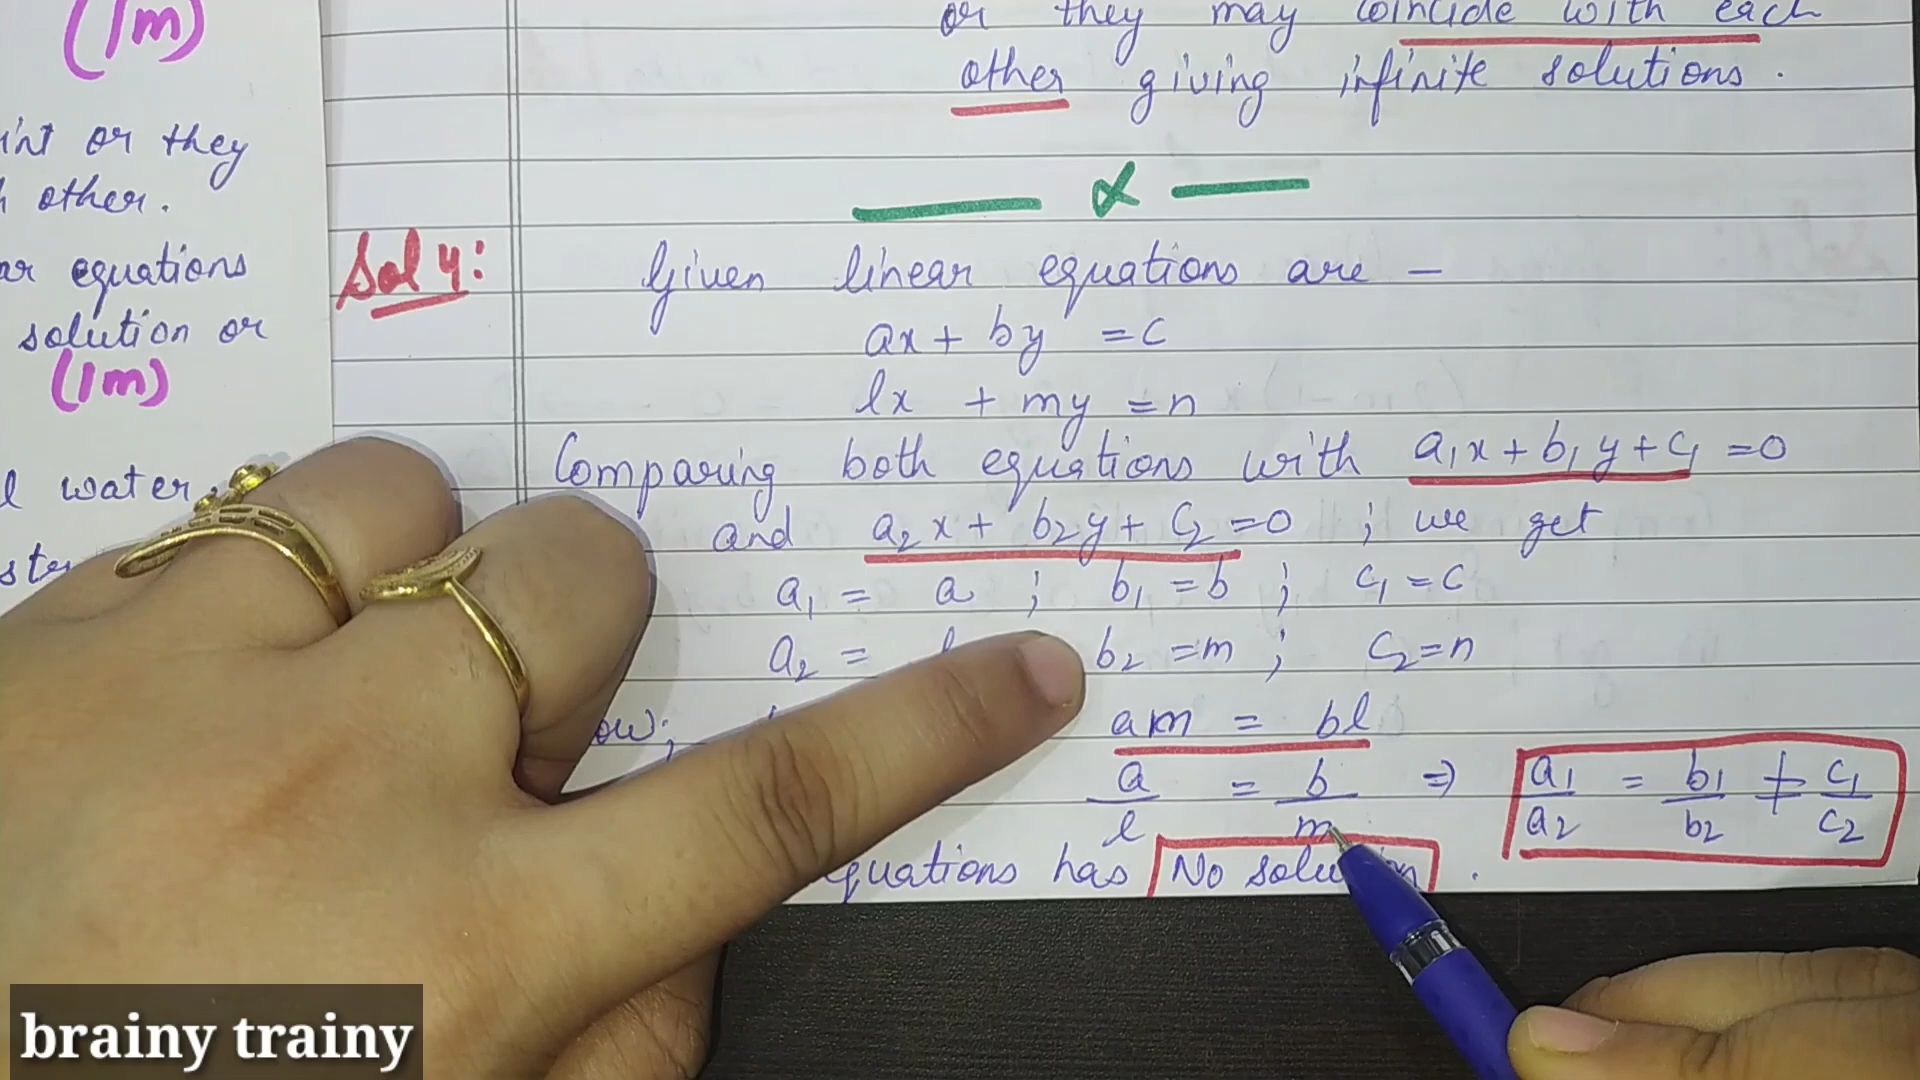 (1m)
int or they
other.
equations
solution or
(1m)
water
or they may coincide with each
other giving infinite solutions.
— ∝ —
Sol 4:
Given linear equations are –
ax + by = c
lx + my = n
Comparing both equations with a₁x + b₁y + c₁ = 0
and a₂x + b₂y + c₂ = 0 ; we get
a₁ = a ; b₁ = b ; c₁ = c
a₂ = b₂ = m ; c₂ = n
ow; am = bl
a/l = b/m ⇒ a₁/a₂ = b₁/b₂ ≠ c₁/c₂
quations has No solution .
brainy trainy